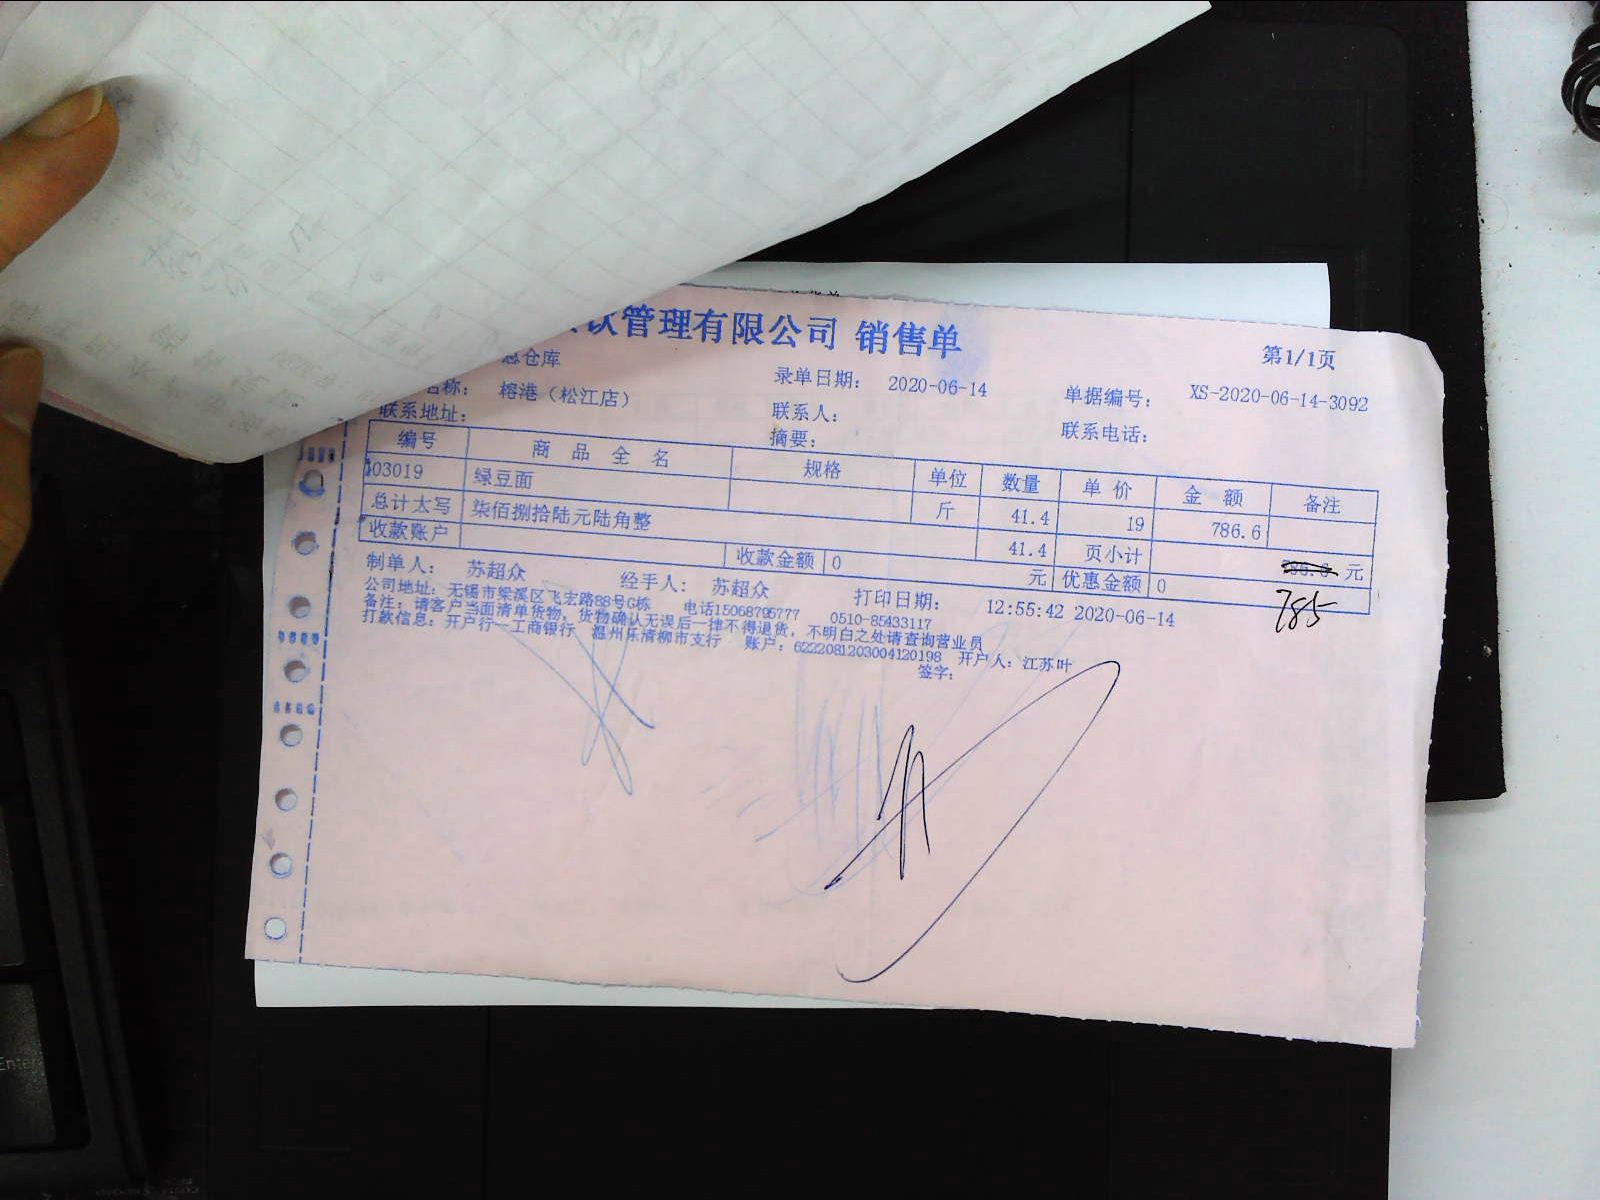 饮管理有限公司 销售单
第1/1页
总仓库
名称： 榕港（松江店） 录单日期： 2020-06-14 单据编号： XS-2020-06-14-3092
联系地址： 联系人： 联系电话：
摘要：
编号 商 品 全 名 规格 单位 数量 单 价 金 额 备注
103019 绿豆面 斤 41.4 19 786.6
总计大写 柒佰捌拾陆元陆角整 41.4 页小计 786.6 元
收款账户 收款金额 0 元 优惠金额 0
785
制单人： 苏超众 经手人： 苏超众 打印日期： 12:55:42 2020-06-14
公司地址：无锡市梁溪区飞宏路88号G栋 电话15068795777 0510-85433117
备注：请客户当面清单货物，货物确认无误后一律不得退货，不明白之处请查询营业员
打款信息：开户行—工商银行 温州乐清柳市支行 账户：6222081203004120198 开户人：江苏叶
签字：
Enter